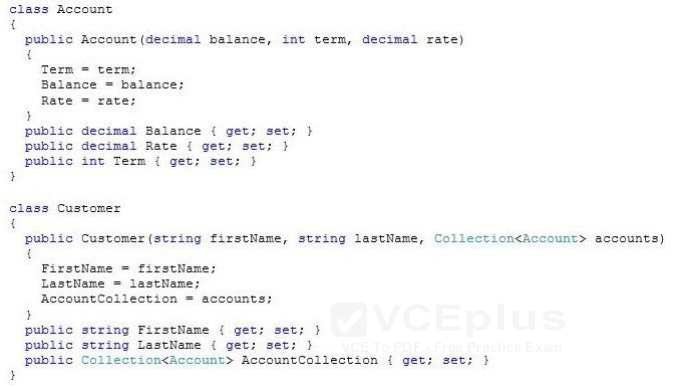 class Account
{
public Account(decimal balance, int term, decimal rate)
{
Term = term;
Balance = balance;
Rate = rate;
}
public decimal Balance { get; set; }
public decimal Rate { get; set; }
public int Term { get; set; }
}
class Customer
{
public Customer(string firstName, string lastName, Collection<Account> accounts)
{
FirstName = firstName;
LastName = lastName;
AccountCollection = accounts;
}
public string FirstName { get; set; }
public string LastName { get; set; }
public Collection<Account> AccountCollection { get; set; }
}
VCEplus
VCE To PDF - Free Practice Exam